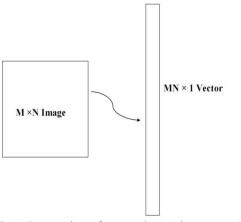 M ×N Image
MN × 1 Vector